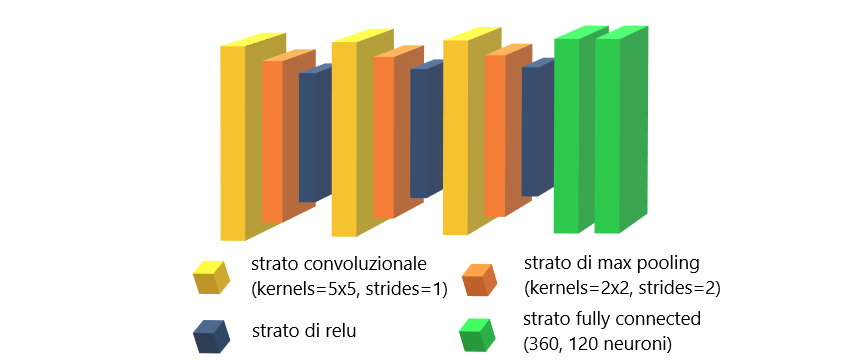 strato convoluzionale
(kernels=5x5, strides=1)
strato di max pooling
(kernels=2x2, strides=2)
strato di relu
strato fully connected
(360, 120 neuroni)